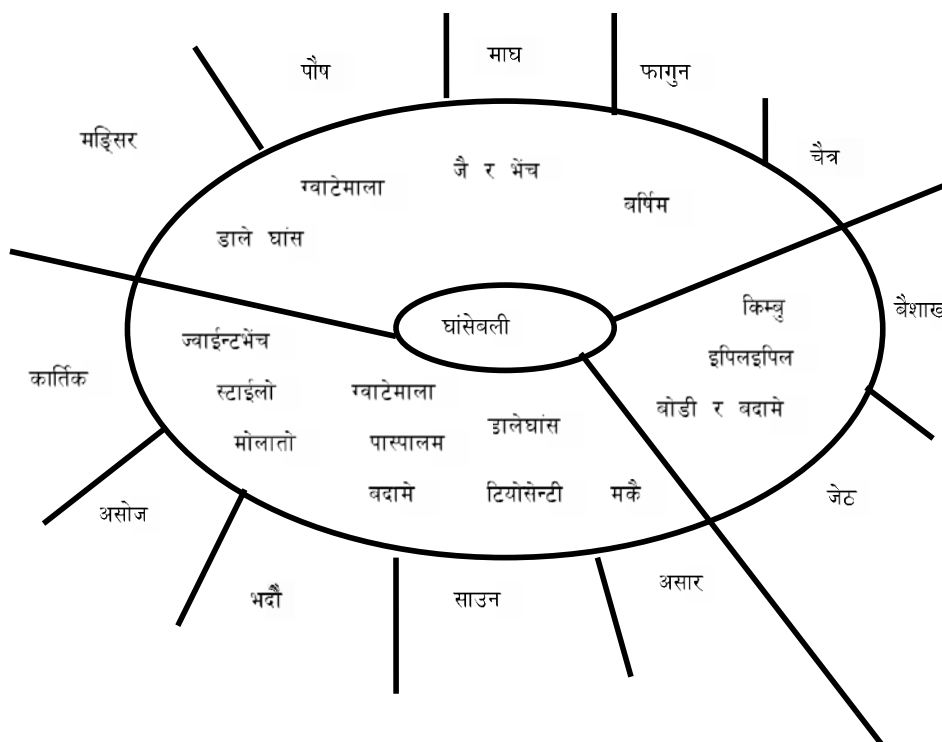 माघ
पौष
फागुन
मङ्सिर
चैत्र
जै र भेंच
ग्वाटेमाला
बर्षिम
डाले घांस
किम्बु
बैशाख
घांसेबली
ज्वाईन्टभेंच
इपिलइपिल
कार्तिक
स्टाईलो
ग्वाटेमाला
बोडी र बदामे
डालेघांस
मोलातो
पास्पालम
बदामे
टियोसेन्टी
मकै
जेठ
असोज
असार
भदौ
साउन